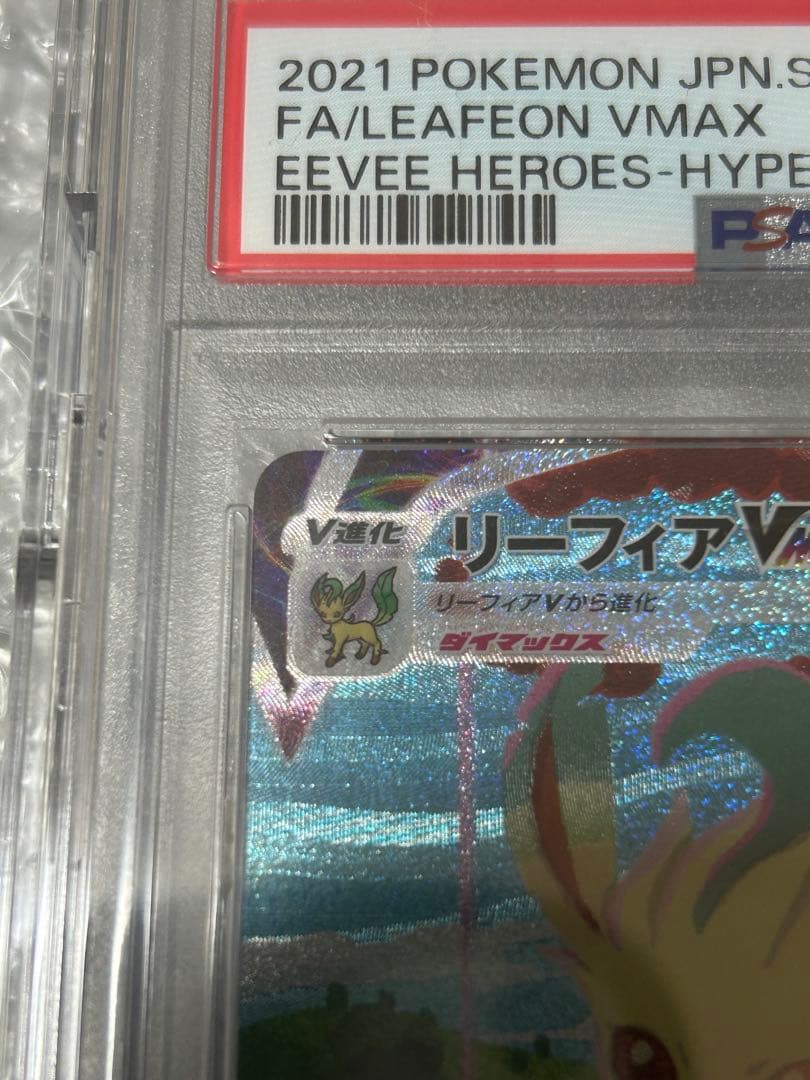 2021 POKEMON JPN.S
FA/LEAFEON VMAX
EEVEE HEROES-HYPE
PSA
V進化
リーフィアV
リーフィアVから進化
ダイマックス